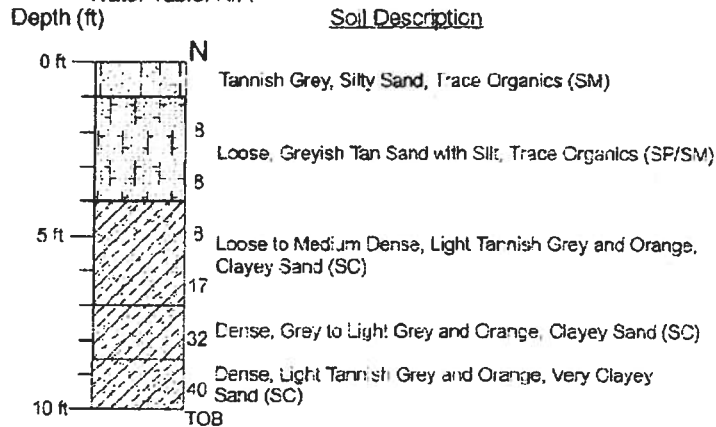 Depth (ft)
Soil Description
N
0 ft
Tannish Grey, Silty Sand, Trace Organics (SM)
8
Loose, Greyish Tan Sand with Silt, Trace Organics (SP/SM)
8
5 ft
8
Loose to Medium Dense, Light Tannish Grey and Orange,
Clayey Sand (SC)
17
32
Dense, Grey to Light Grey and Orange, Clayey Sand (SC)
40
Dense, Light Tannish Grey and Orange, Very Clayey
Sand (SC)
10 ft
TOB